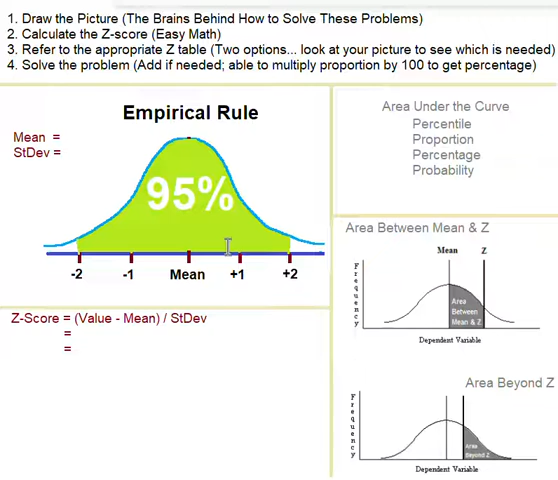 1. Draw the Picture (The Brains Behind How to Solve These Problems)
2. Calculate the Z-score (Easy Math)
3. Refer to the appropriate Z table (Two options... look at your picture to see which is needed)
4. Solve the problem (Add if needed; able to multiply proportion by 100 to get percentage)
Empirical Rule
Mean =
StDev =
95%
-2 -1 Mean +1 +2
Z-Score = (Value - Mean) / StDev
=
=
Area Under the Curve
Percentile
Proportion
Percentage
Probability
Area Between Mean & Z
Mean Z
Frequency
Area
Between
Mean & Z
Dependent Variable
Area Beyond Z
Frequency
Area
Beyond Z
Dependent Variable